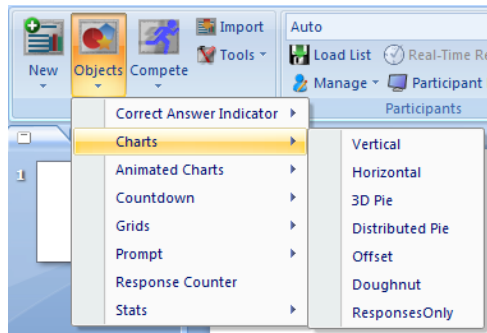 Import
Auto
Tools
Load List
Real-Time Re
New
Objects
Compete
Manage
Participant
Participants
Correct Answer Indicator
Charts
Vertical
1
Animated Charts
Horizontal
Countdown
3D Pie
Grids
Distributed Pie
Prompt
Offset
Response Counter
Doughnut
Stats
ResponsesOnly